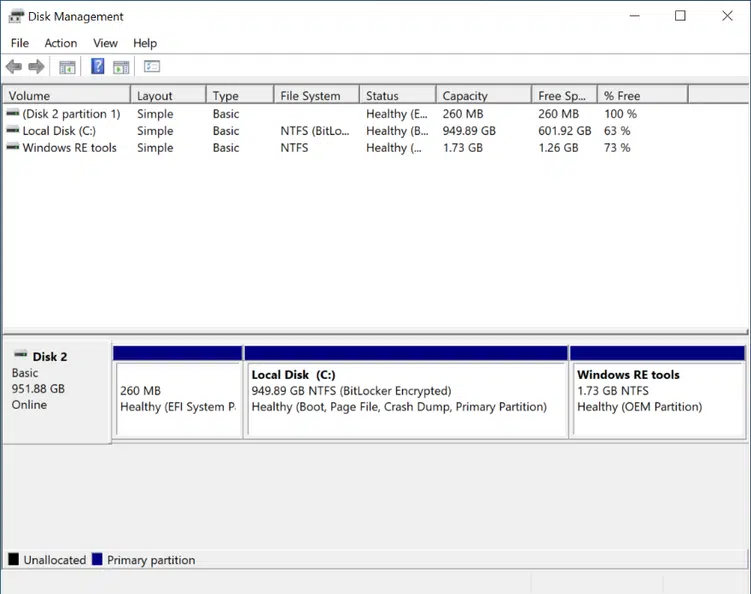 Disk Management
File Action View Help
Volume Layout Type File System Status Capacity Free Sp... % Free
(Disk 2 partition 1) Simple Basic Healthy (E... 260 MB 260 MB 100 %
Local Disk (C:) Simple Basic NTFS (BitLo... Healthy (B... 949.89 GB 601.92 GB 63 %
Windows RE tools Simple Basic NTFS Healthy (... 1.73 GB 1.26 GB 73 %
Disk 2
Basic
951.88 GB
Online
260 MB
Healthy (EFI System P
Local Disk (C:)
949.89 GB NTFS (BitLocker Encrypted)
Healthy (Boot, Page File, Crash Dump, Primary Partition)
Windows RE tools
1.73 GB NTFS
Healthy (OEM Partition)
Unallocated Primary partition